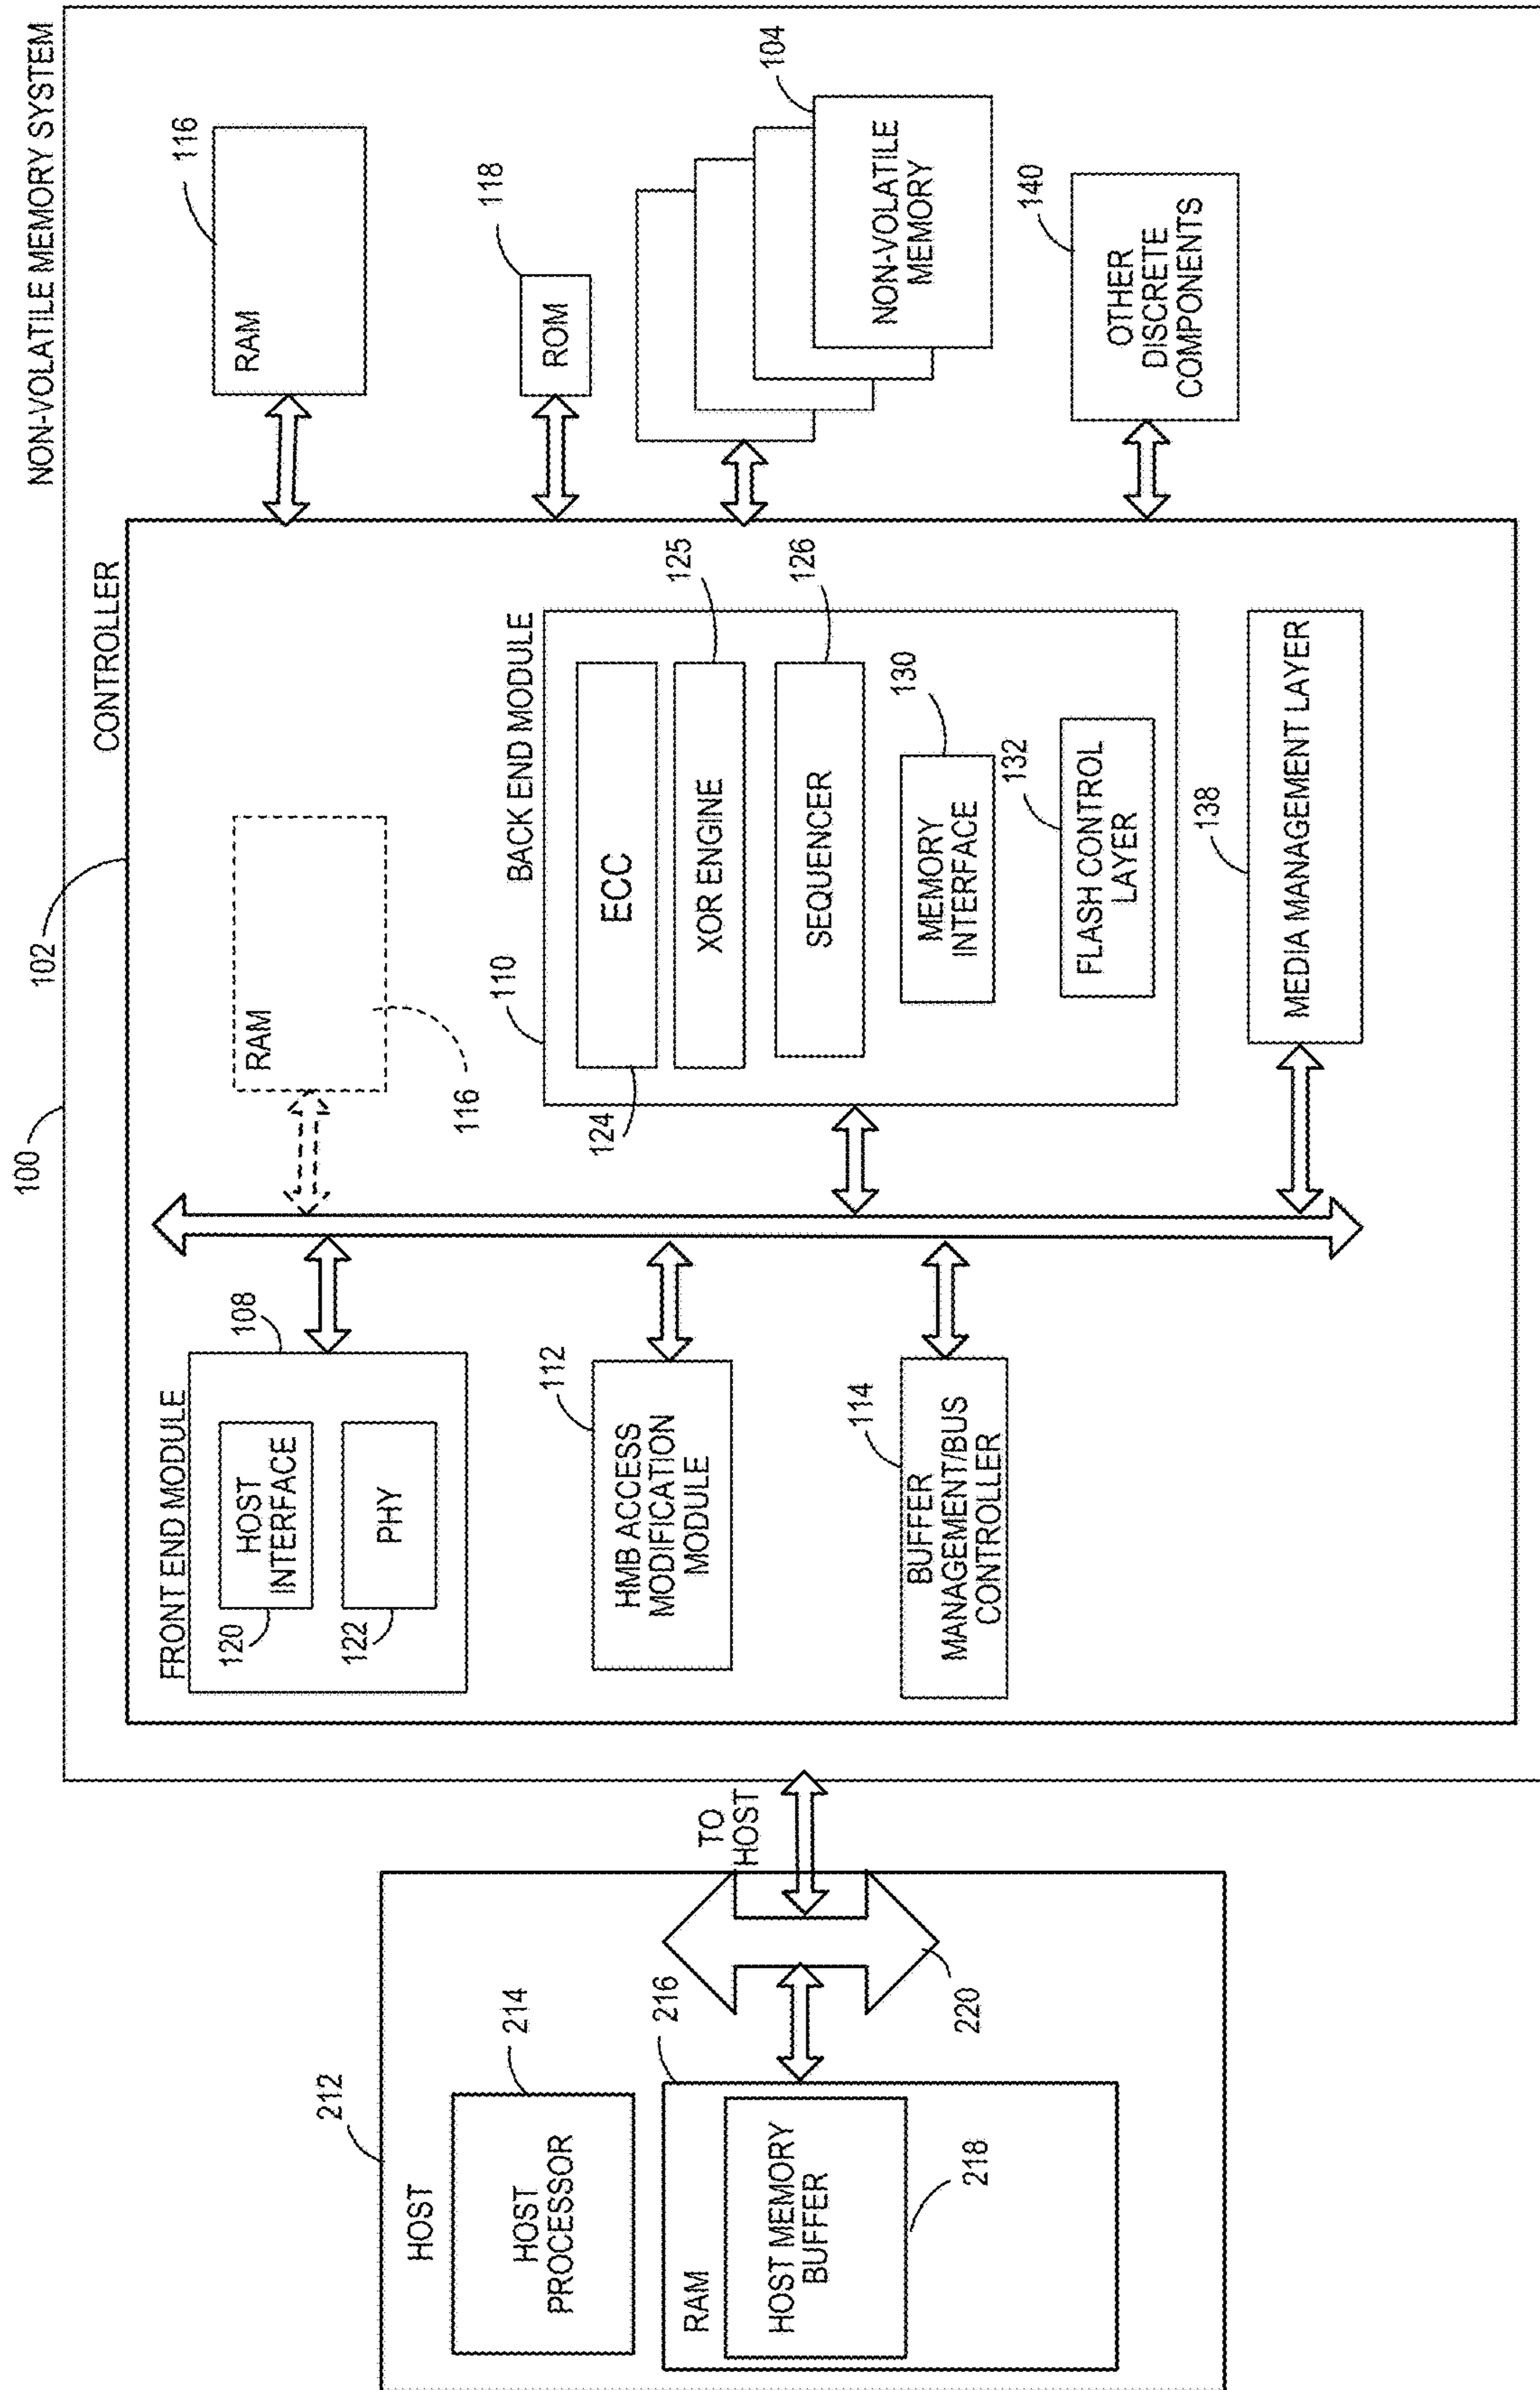 NON-VOLATILE MEMORY SYSTEM
100
102
CONTROLLER
HOST
212
HOST
PROCESSOR
214
RAM
216
HOST MEMORY
BUFFER
218
220
TO
HOST
FRONT END MODULE
108
HOST
INTERFACE
120
PHY
122
HMB ACCESS
MODIFICATION
MODULE
112
BUFFER
MANAGEMENT/BUS
CONTROLLER
114
RAM
116
BACK END MODULE
110
ECC
124
XOR ENGINE
125
SEQUENCER
126
MEMORY
INTERFACE
130
FLASH CONTROL
LAYER
132
MEDIA MANAGEMENT LAYER
138
RAM
116
ROM
118
NON-VOLATILE
MEMORY
104
OTHER
DISCRETE
COMPONENTS
140